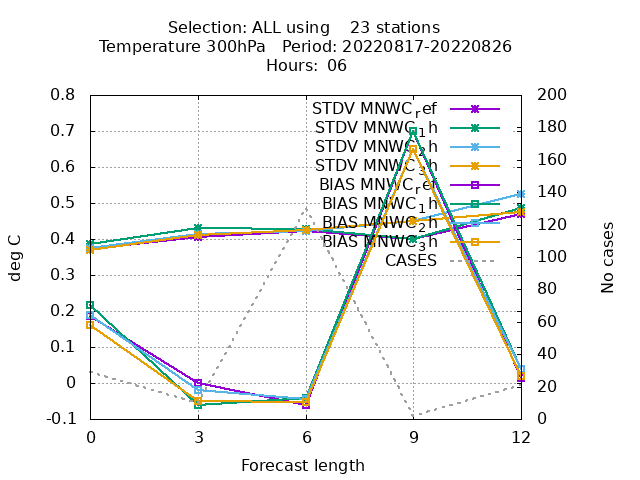 Selection: ALL using    23 stations
Temperature 300hPa   Period: 20220817-20220826
Hours:  06
0.8
0.7
0.6
0.5
0.4
0.3
0.2
0.1
0
-0.1
deg C
200
180
160
140
120
100
80
60
40
20
0
No cases
STDV MNWC_ref
STDV MNWC_1h
STDV MNWC_2h
STDV MNWC_3h
BIAS MNWC_ref
BIAS MNWC_1h
BIAS MNWC_2h
BIAS MNWC_3h
CASES
0 3 6 9 12
Forecast length